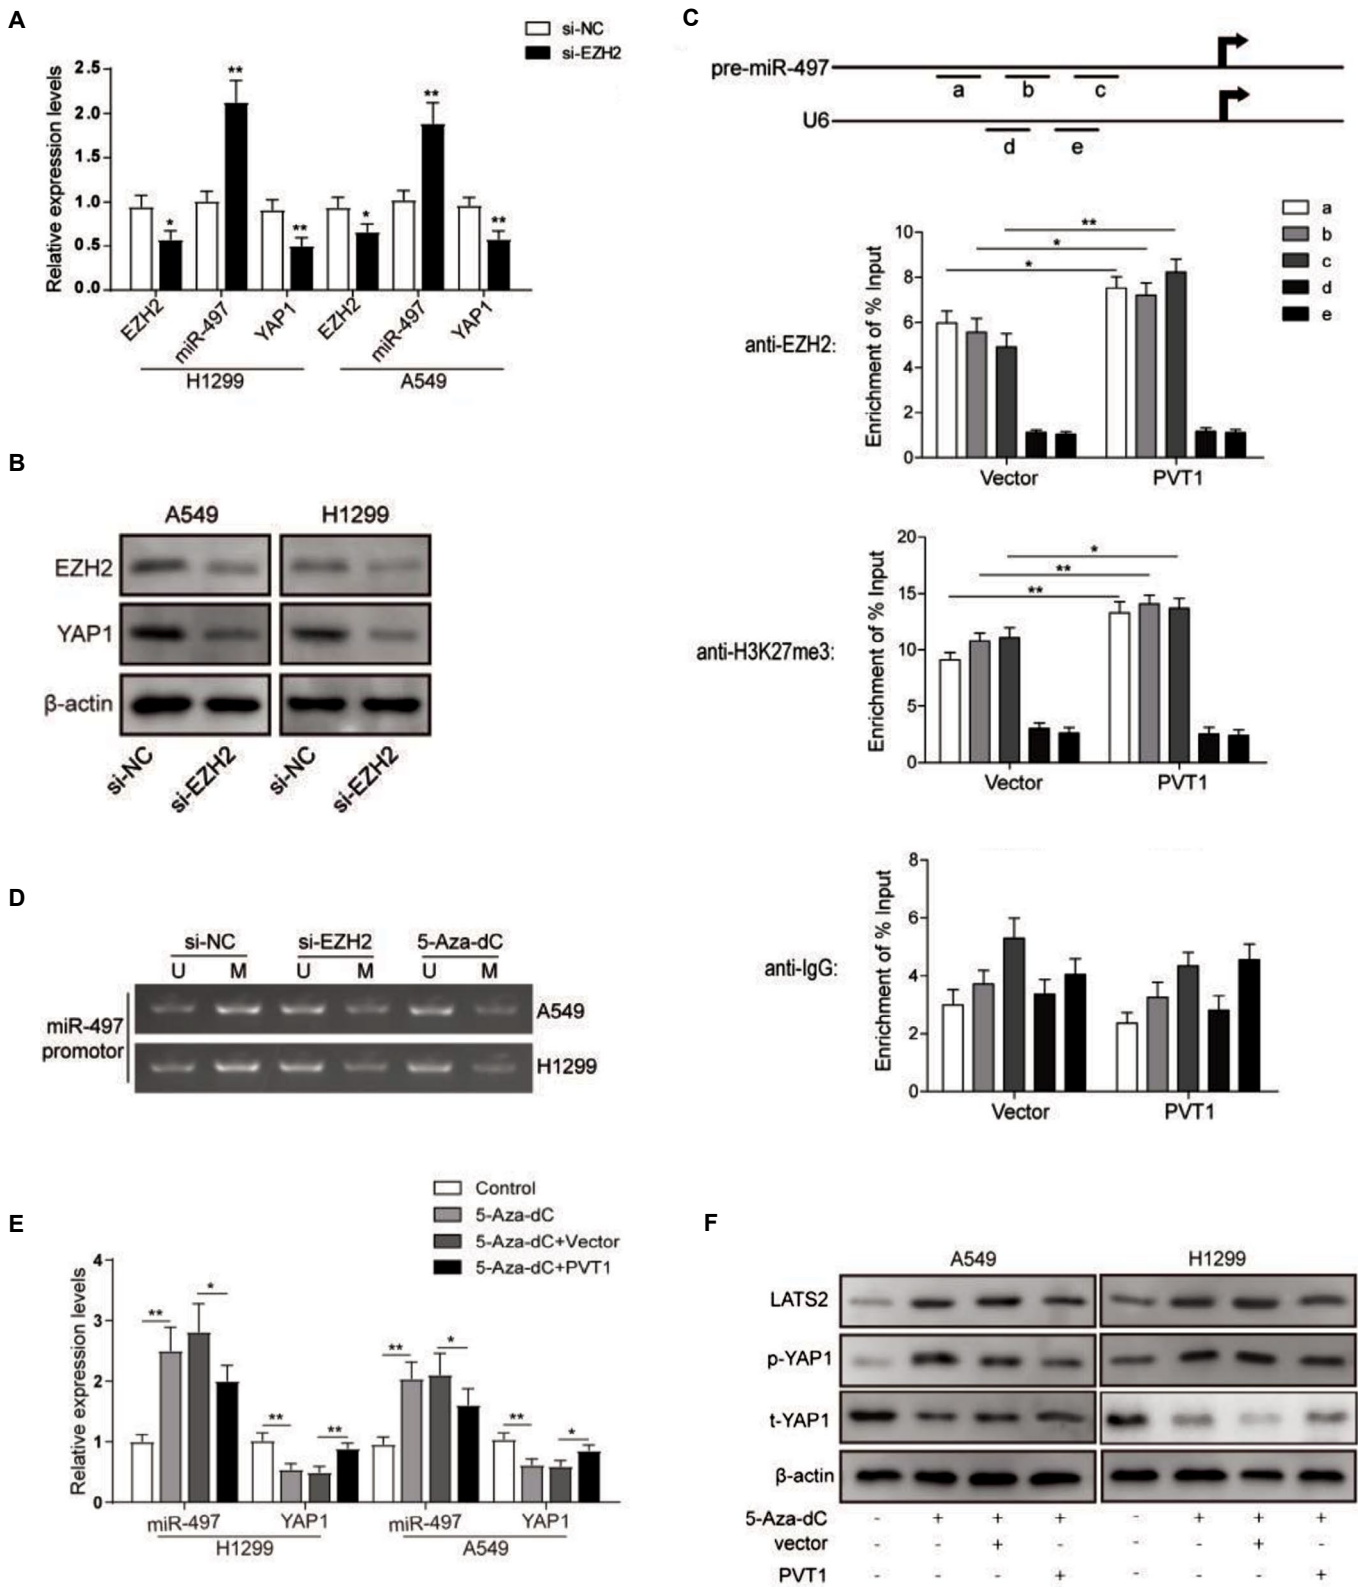 A
si-NC
si-EZH2
Relative expression levels
2.5
2.0
1.5
1.0
0.5
0.0
** ** * ** * **
EZH2 miR-497 YAP1 EZH2 miR-497 YAP1
H1299 A549
B
A549 H1299
EZH2
YAP1
β-actin
si-NC si-EZH2 si-NC si-EZH2
C
pre-miR-497
a b c
U6
d e
a
b
c
d
e
anti-EZH2:
Enrichment of % Input
10
8
6
4
2
0
**
*
*
Vector PVT1
anti-H3K27me3:
Enrichment of % Input
20
15
10
5
0
*
**
**
Vector PVT1
anti-IgG:
Enrichment of % Input
8
6
4
2
0
Vector PVT1
D
si-NC si-EZH2 5-Aza-dC
U M U M U M
miR-497
promotor
A549
H1299
E
Control
5-Aza-dC
5-Aza-dC+Vector
5-Aza-dC+PVT1
Relative expression levels
4
3
2
1
0
** * ** ** ** * ** *
miR-497 YAP1 miR-497 YAP1
H1299 A549
F
A549 H1299
LATS2
p-YAP1
t-YAP1
β-actin
5-Aza-dC - + + + - + + +
vector - - + - - - + -
PVT1 - - - + - - - +